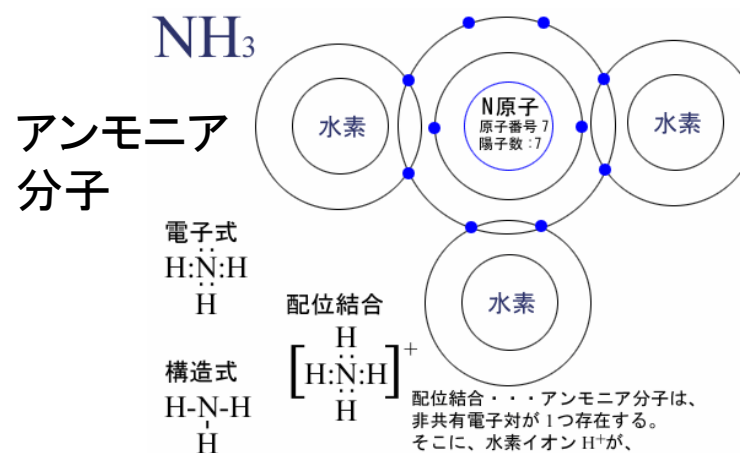 NH3
アンモニア
分子
水素
N原子
原子番号 7
陽子数:7
水素
水素
電子式
H:N:H
H
構造式
H-N-H
H
配位結合
H
[H:N:H]+
H
配位結合・・・アンモニア分子は、
非共有電子対が1つ存在する。
そこに、水素イオンH+が、